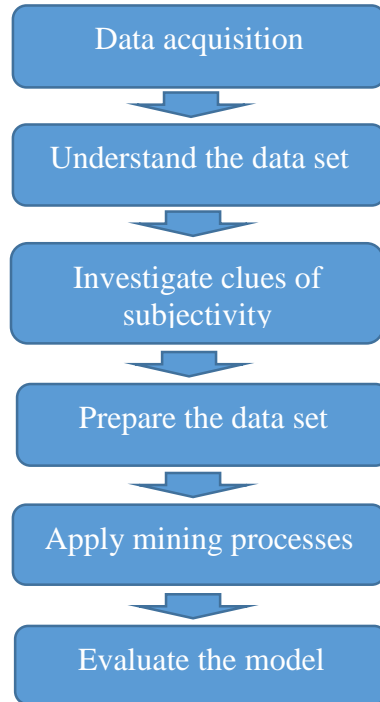 Data acquisition
Understand the data set
Investigate clues of
subjectivity
Prepare the data set
Apply mining processes
Evaluate the model